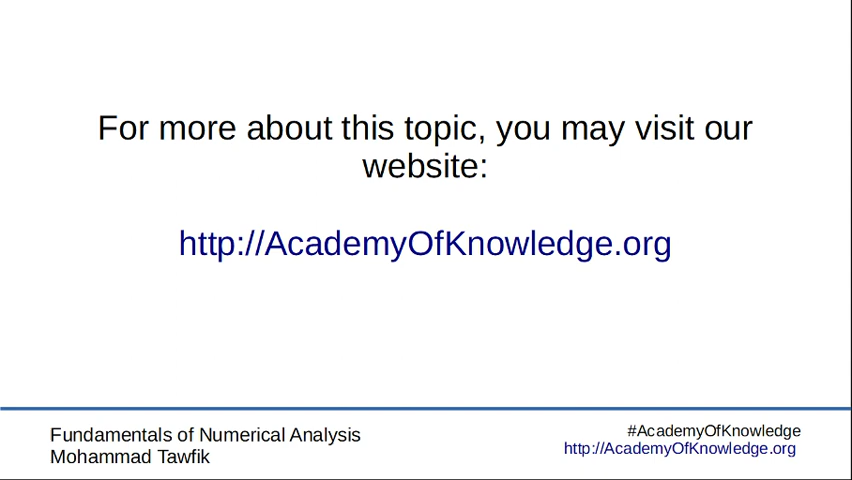 For more about this topic, you may visit our
website:
http://AcademyOfKnowledge.org
Fundamentals of Numerical Analysis
Mohammad Tawfik
#AcademyOfKnowledge
http://AcademyOfKnowledge.org